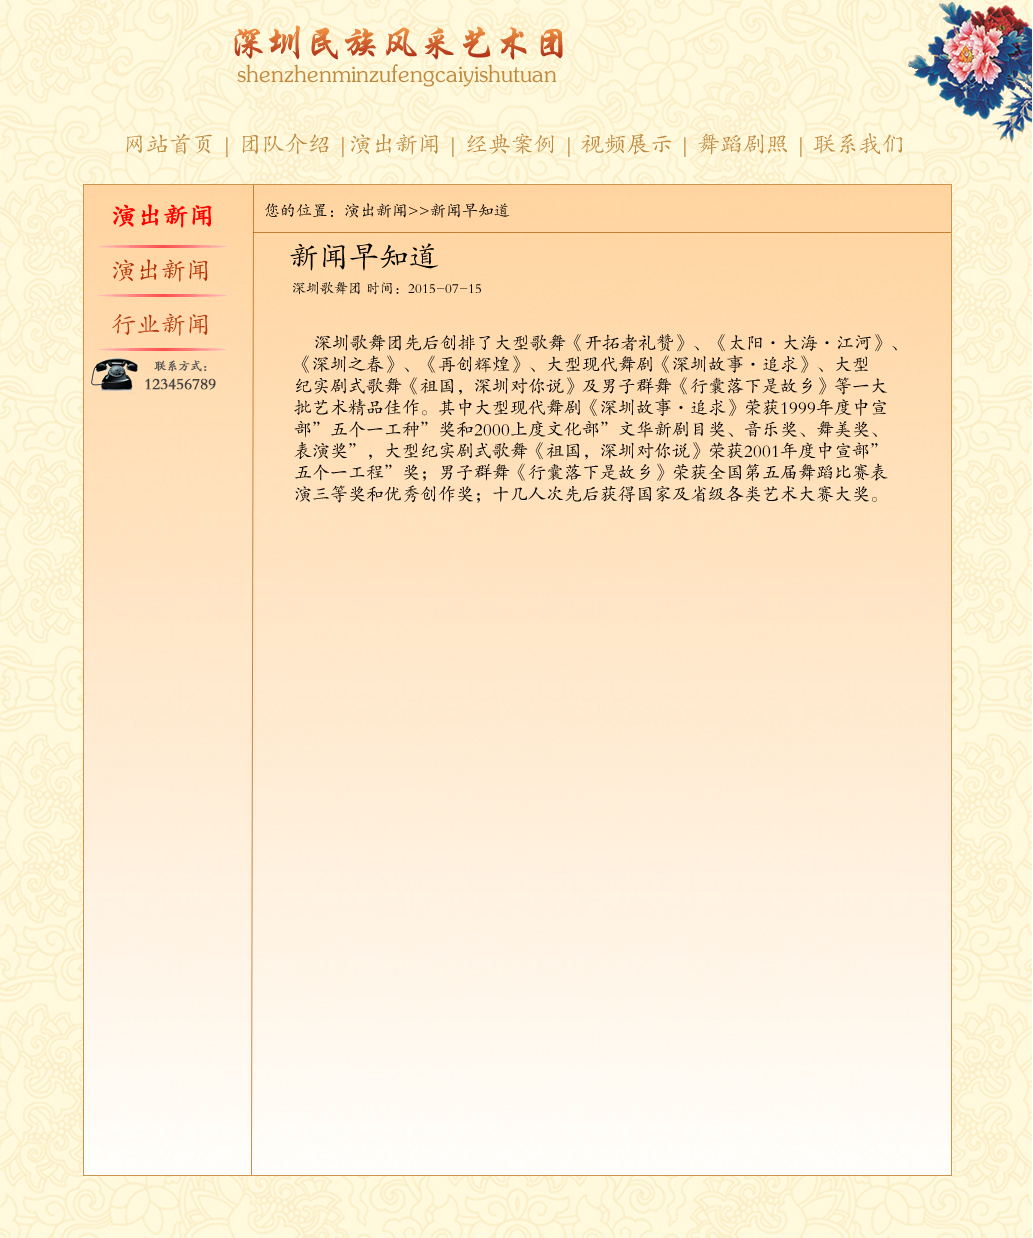 深圳民族风采艺术团
shenzhenminzufengcaiyishutuan
网站首页 | 团队介绍 | 演出新闻 | 经典案例 | 视频展示 | 舞蹈剧照 | 联系我们
演出新闻
演出新闻
行业新闻
联系方式：
123456789
您的位置：演出新闻>>新闻早知道
新闻早知道
深圳歌舞团 时间：2015-07-15
深圳歌舞团先后创排了大型歌舞《开拓者礼赞》、《太阳·大海·江河》、
《深圳之春》、《再创辉煌》、大型现代舞剧《深圳故事·追求》、大型
纪实剧式歌舞《祖国，深圳对你说》及男子群舞《行囊落下是故乡》等一大
批艺术精品佳作。其中大型现代舞剧《深圳故事·追求》荣获1999年度中宣
部”五个一工种”奖和2000上度文化部”文华新剧目奖、音乐奖、舞美奖、
表演奖”，大型纪实剧式歌舞《祖国，深圳对你说》荣获2001年度中宣部”
五个一工程”奖；男子群舞《行囊落下是故乡》荣获全国第五届舞蹈比赛表
演三等奖和优秀创作奖；十几人次先后获得国家及省级各类艺术大赛大奖。